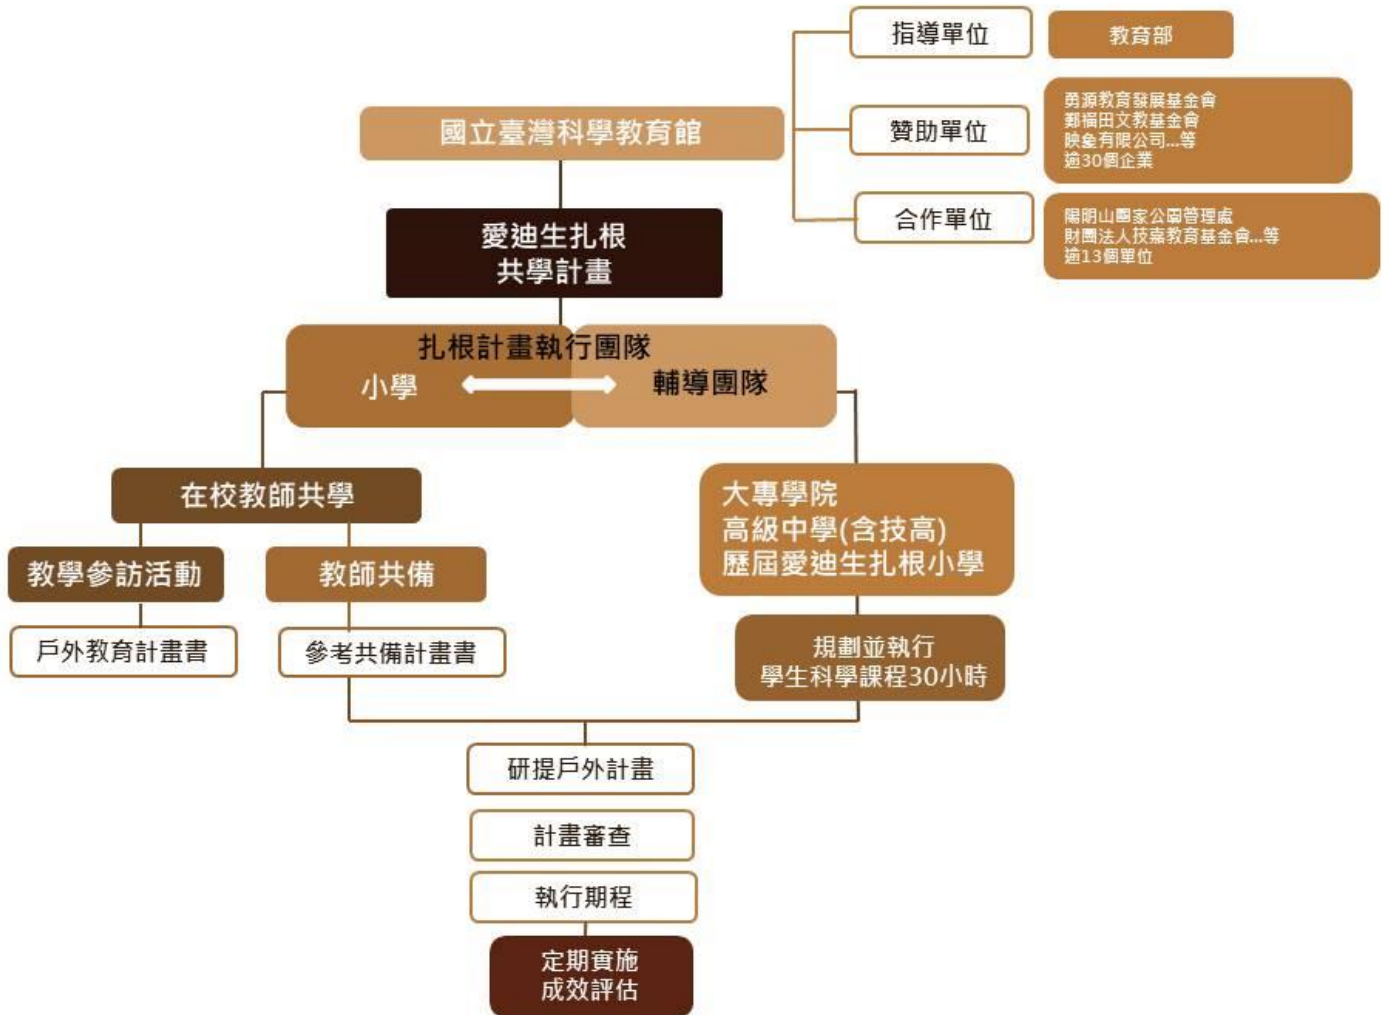 國立臺灣科學教育館
指導單位
教育部
贊助單位
勇源教育發展基金會
鄭福田文教基金會
映象有限公司...等
逾30個企業
合作單位
陽明山國家公園管理處
財團法人技嘉教育基金會...等
逾13個單位
愛迪生扎根
共學計畫
扎根計畫執行團隊
小學
輔導團隊
在校教師共學
教學參訪活動
教師共備
戶外教育計畫書
參考共備計畫書
大專學院
高級中學(含技高)
歷屆愛迪生扎根小學
規劃並執行
學生科學課程30小時
研提戶外計畫
計畫審查
執行期程
定期實施
成效評估